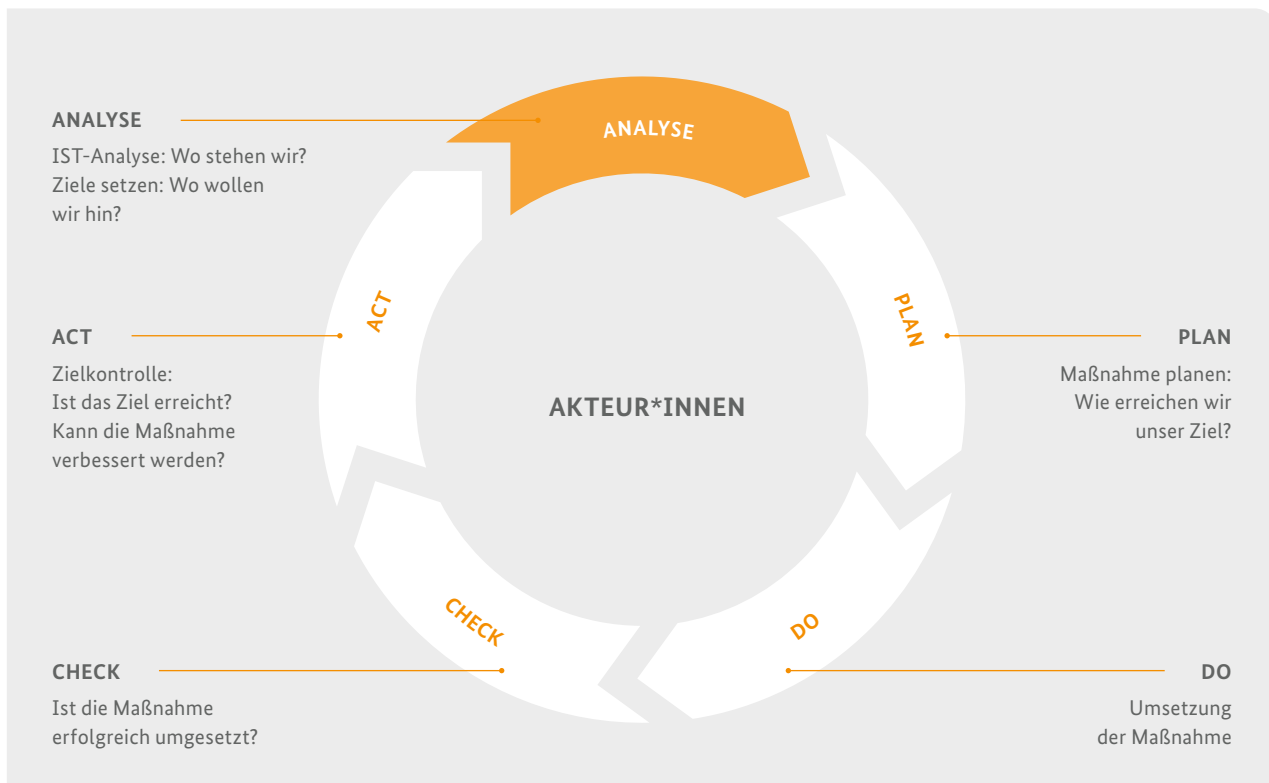 ANALYSE
IST-Analyse: Wo stehen wir?
Ziele setzen: Wo wollen
wir hin?
ANALYSE
ACT
PLAN
ACT
Zielkontrolle:
Ist das Ziel erreicht?
Kann die Maßnahme
verbessert werden?
AKTEUR*INNEN
PLAN
Maßnahme planen:
Wie erreichen wir
unser Ziel?
CHECK
DO
CHECK
Ist die Maßnahme
erfolgreich umgesetzt?
DO
Umsetzung
der Maßnahme